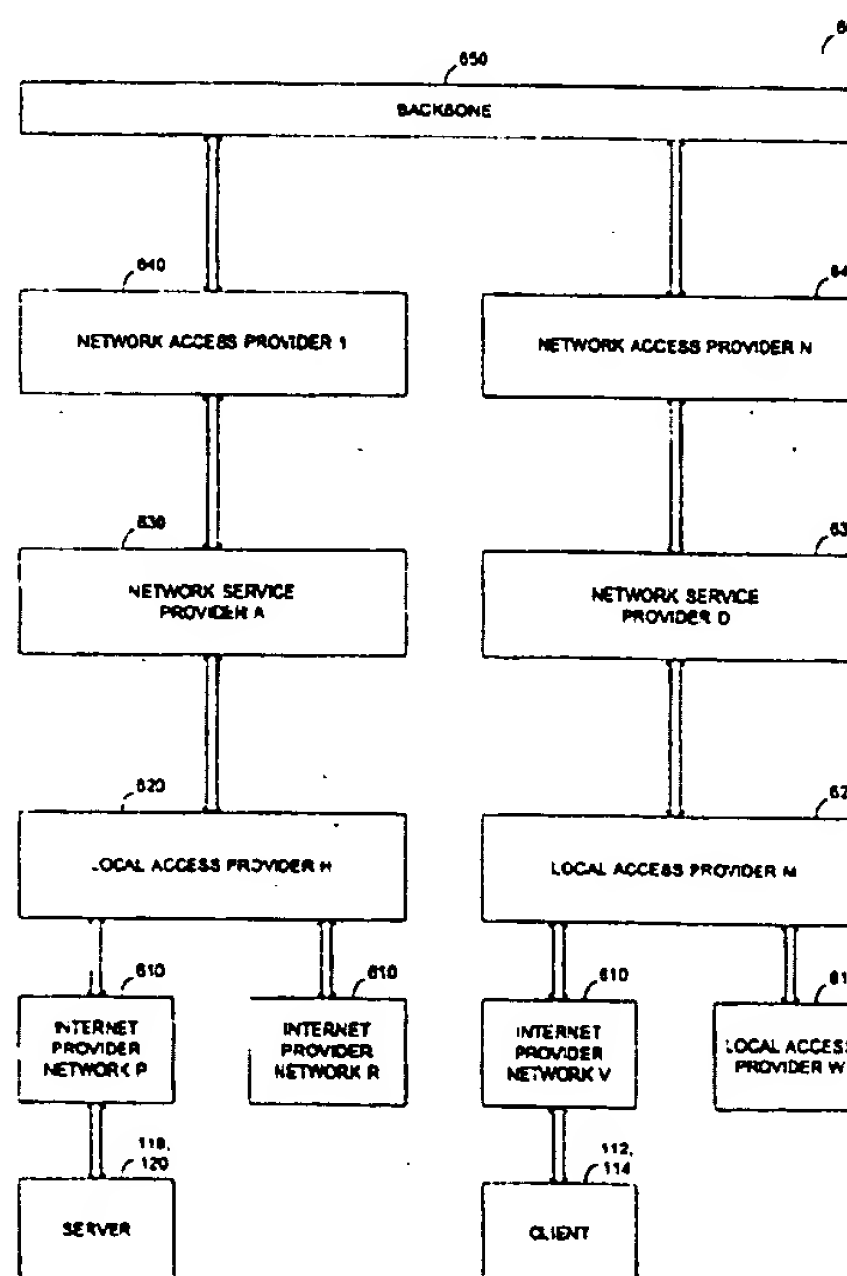 650
BACKBONE
640
NETWORK ACCESS PROVIDER 1
NETWORK ACCESS PROVIDER N
630
NETWORK SERVICE
PROVIDER A
NETWORK SERVICE
PROVIDER D
620
LOCAL ACCESS PROVIDER H
LOCAL ACCESS PROVIDER M
610
610
610
INTERNET
PROVIDER
NETWORK P
INTERNET
PROVIDER
NETWORK R
INTERNET
PROVIDER
NETWORK V
LOCAL ACCESS
PROVIDER W
118,
120
112,
114
SERVER
CLIENT